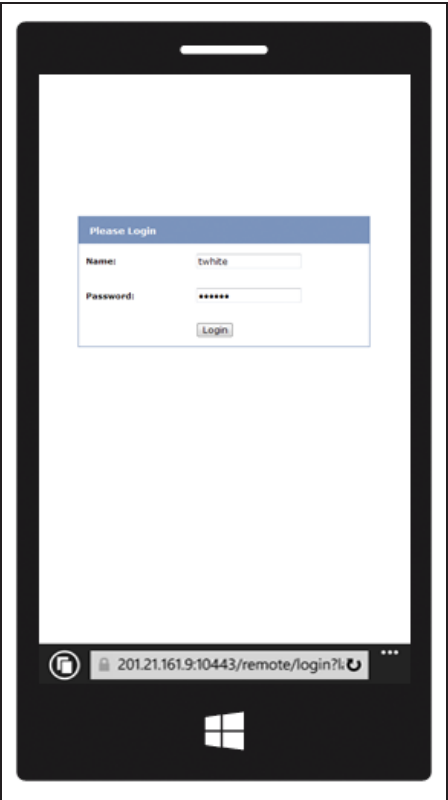 Please Login
Name: twhite
Password: ••••••
Login
201.21.161.9:10443/remote/login?l